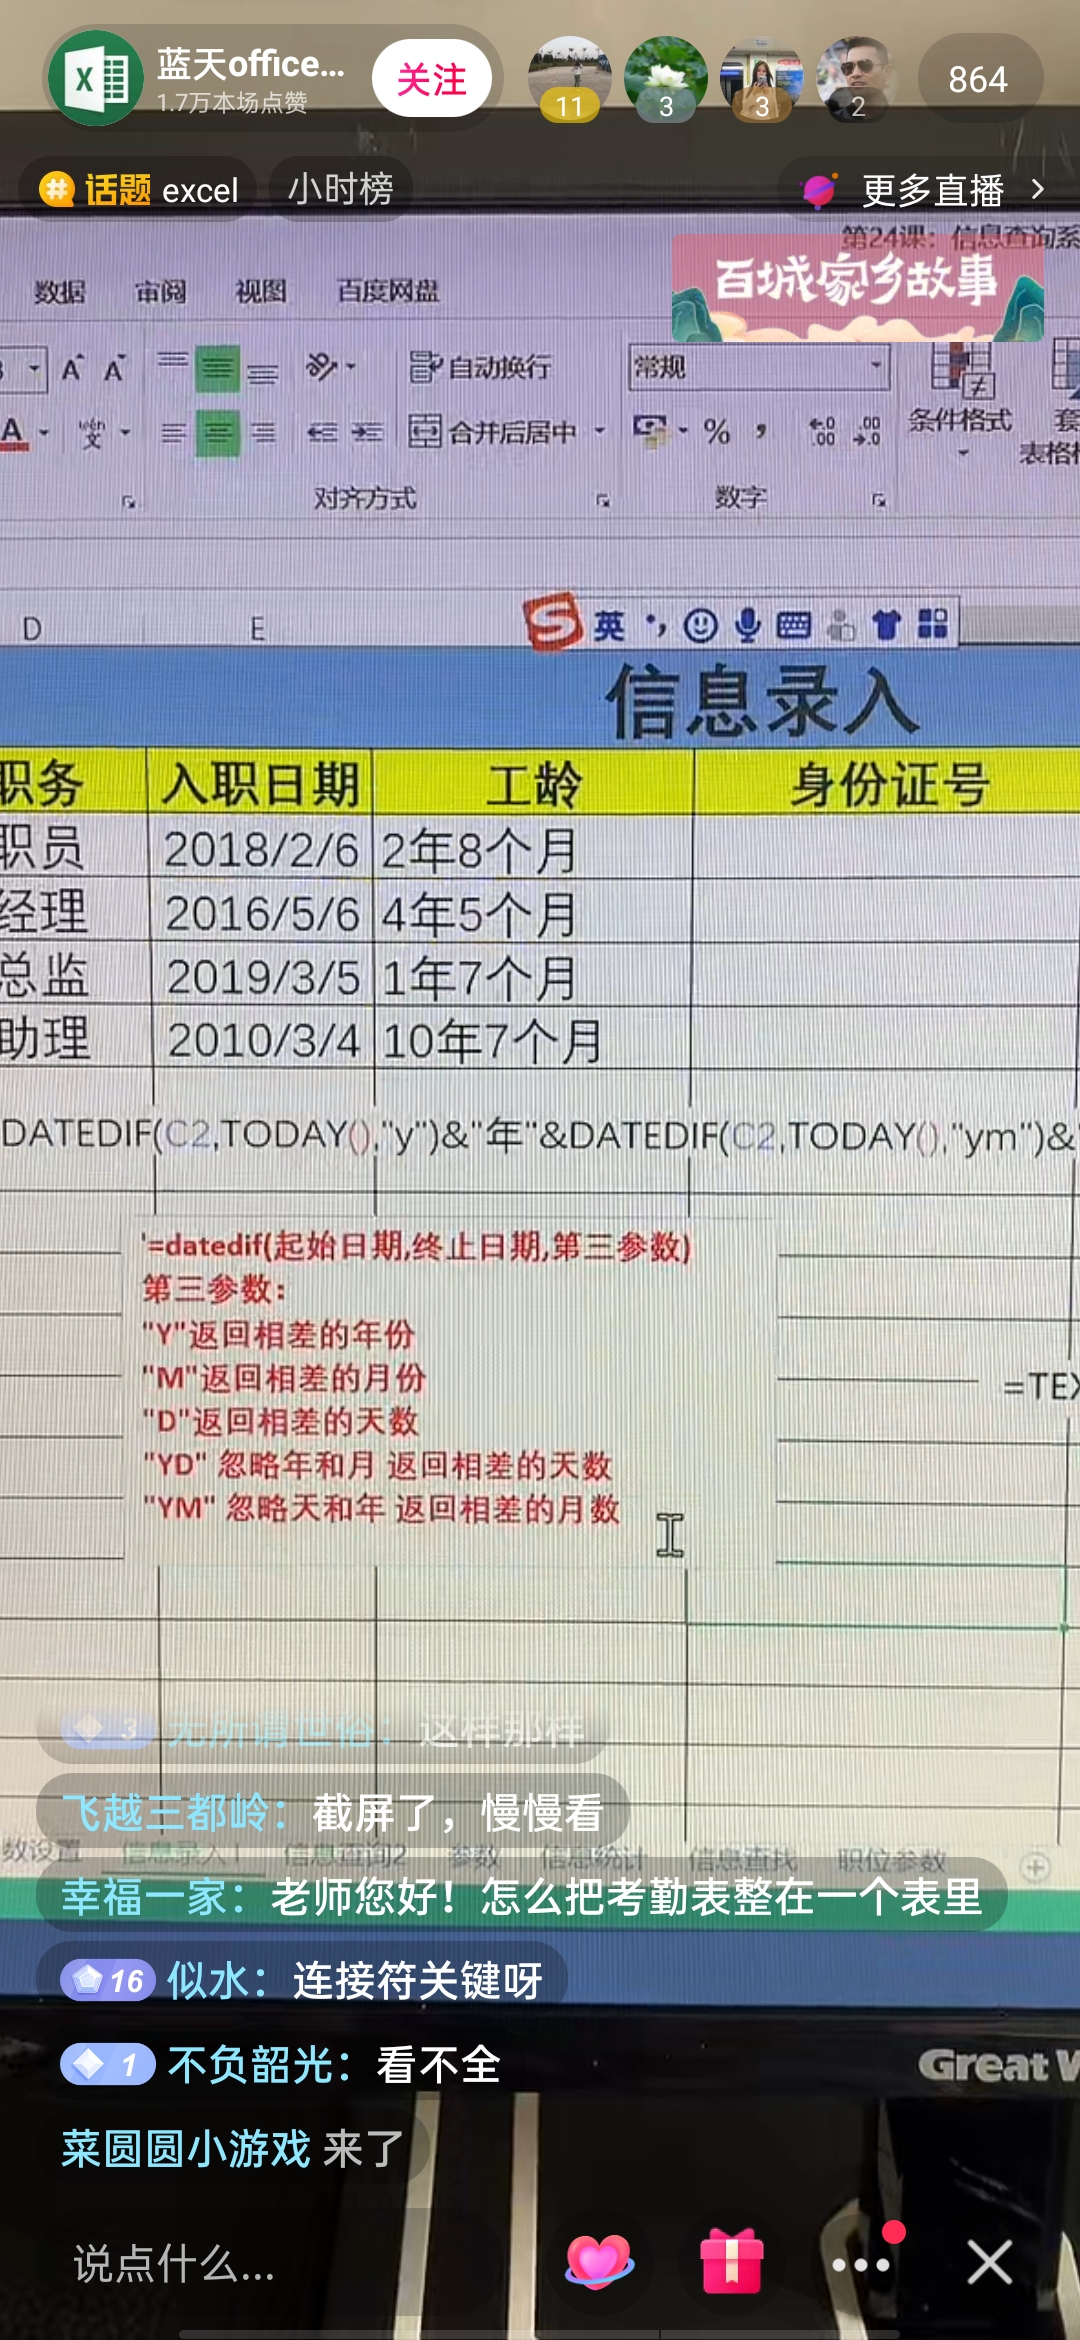 蓝天office...
1.7万本场点赞
关注
11
3
3
2
864
话题 excel
小时榜
更多直播
第24课：信息查询系
百城家乡故事
数据 审阅 视图 百度网盘
自动换行
常规
条件格式
套
表格格
wén
文
合并后居中
%
对齐方式
数字
D
E
英
信息录入
职务 入职日期 工龄 身份证号
职员 2018/2/6 2年8个月
经理 2016/5/6 4年5个月
总监 2019/3/5 1年7个月
助理 2010/3/4 10年7个月
DATEDIF(C2,TODAY(),"y")&"年"&DATEDIF(C2,TODAY(),"ym")&
'=datedif(起始日期,终止日期,第三参数)
第三参数：
"Y"返回相差的年份
"M"返回相差的月份
=TEX
"D"返回相差的天数
"YD" 忽略年和月 返回相差的天数
"YM" 忽略天和年 返回相差的月数
3 无所谓世俗：这样那样
飞越三都岭：截屏了，慢慢看
数设置 信息录入1 信息查询2 参数 信息统计 信息查找 职位参数
幸福一家：老师您好！怎么把考勤表整在一个表里
16 似水：连接符关键呀
1 不负韶光：看不全
Great W
菜圆圆小游戏 来了
说点什么...